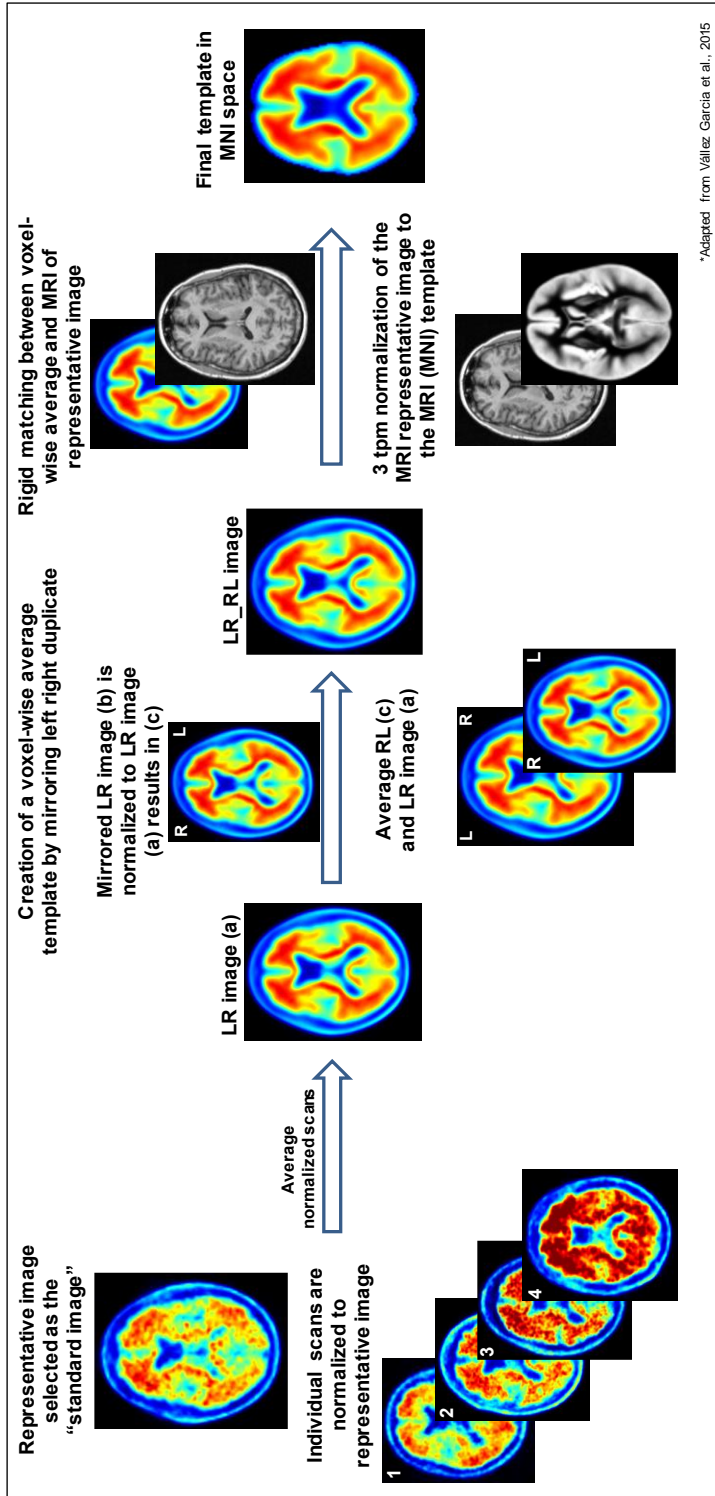 Representative image
selected as the
“standard image”
Individual scans are
normalized to
representative image
1
2
3
4
Average
normalized scans
Creation of a voxel-wise average
template by mirroring left right duplicate
LR image (a)
Mirrored LR image (b) is
normalized to LR image
(a) results in (c)
R
L
Average RL (c)
and LR image (a)
L
R
R
L
LR_RL image
Rigid matching between voxel-
wise average and MRI of
representative image
3 tpm normalization of the
MRI representative image to
the MRI (MNI) template
Final template in
MNI space
*Adapted from Vállez Garcia et al., 2015